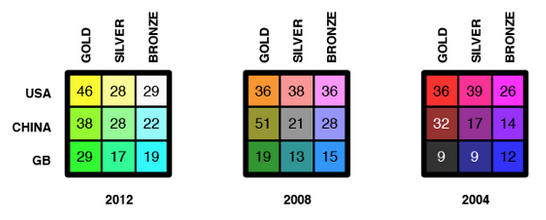 GOLD SILVER BRONZE GOLD SILVER BRONZE GOLD SILVER BRONZE
USA 46 28 29 36 38 36 36 39 26
CHINA 38 28 22 51 21 28 32 17 14
GB 29 17 19 19 13 15 9 9 12
2012 2008 2004